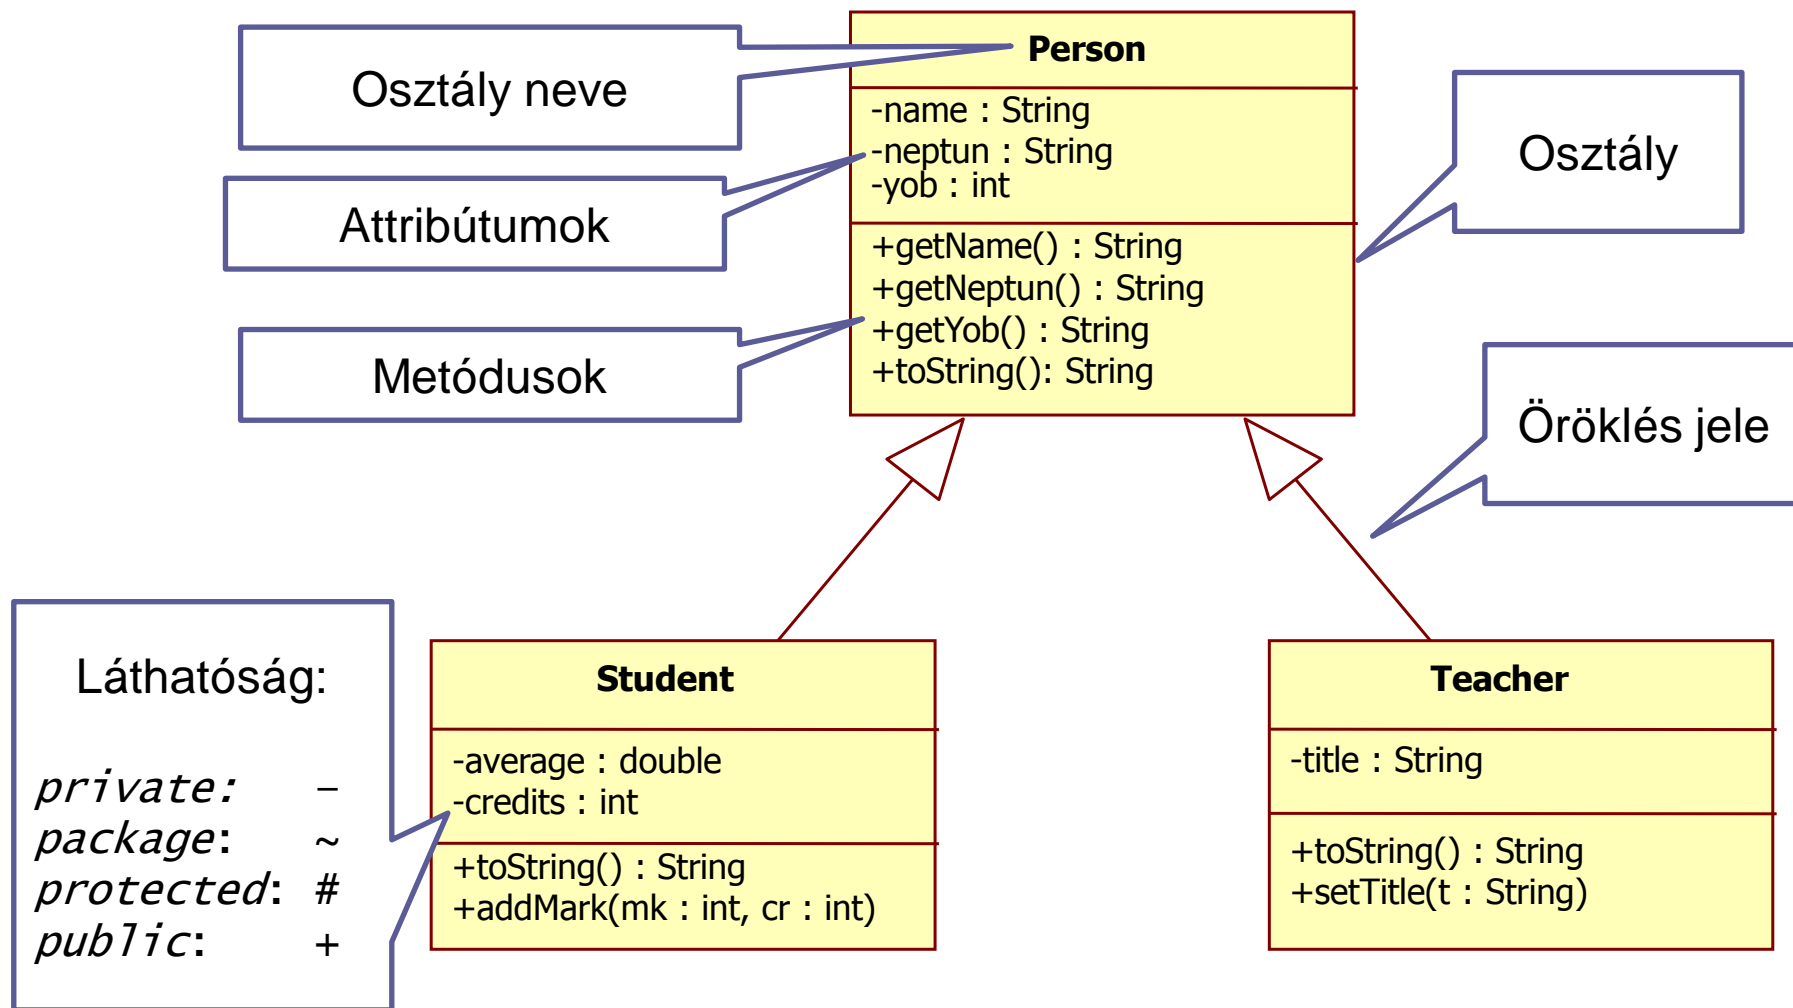 Osztály neve
Attribútumok
Metódusok
Person
-name : String
-neptun : String
-yob : int
+getName() : String
+getNeptun() : String
+getYob() : String
+toString(): String
Osztály
Öröklés jele
Láthatóság:
private: -
package: ~
protected: #
public: +
Student
-average : double
-credits : int
+toString() : String
+addMark(mk : int, cr : int)
Teacher
-title : String
+toString() : String
+setTitle(t : String)